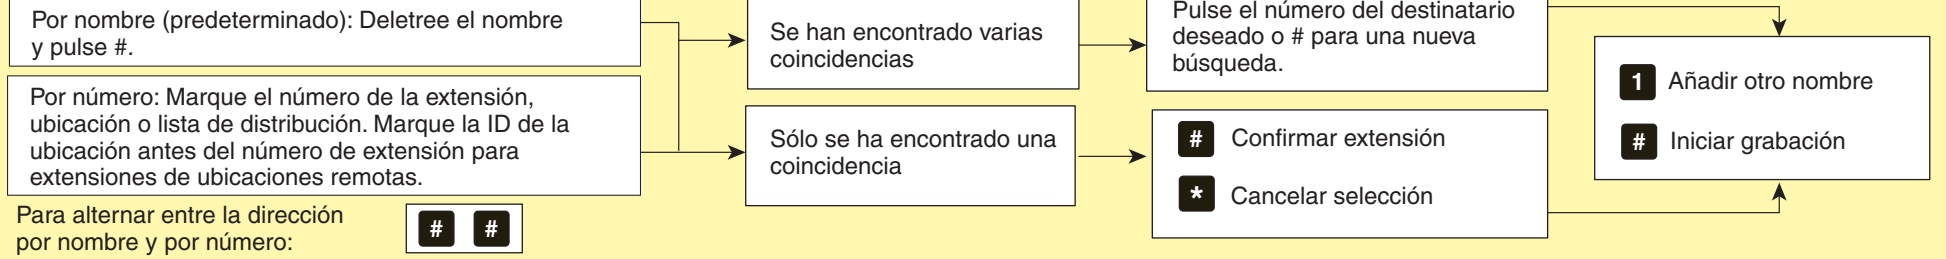 Por nombre (predeterminado): Deletree el nombre
y pulse #.
Por número: Marque el número de la extensión,
ubicación o lista de distribución. Marque la ID de la
ubicación antes del número de extensión para
extensiones de ubicaciones remotas.
Para alternar entre la dirección
por nombre y por número:
# #
Se han encontrado varias
coincidencias
Sólo se ha encontrado una
coincidencia
Pulse el número del destinatario
deseado o # para una nueva
búsqueda.
# Confirmar extensión
* Cancelar selección
1 Añadir otro nombre
# Iniciar grabación